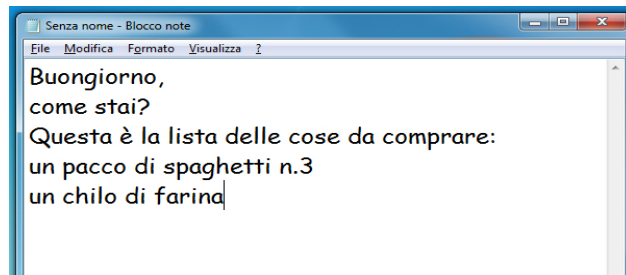 Senza nome - Blocco note
File Modifica Formato Visualizza ?
Buongiorno,
come stai?
Questa è la lista delle cose da comprare:
un pacco di spaghetti n.3
un chilo di farina